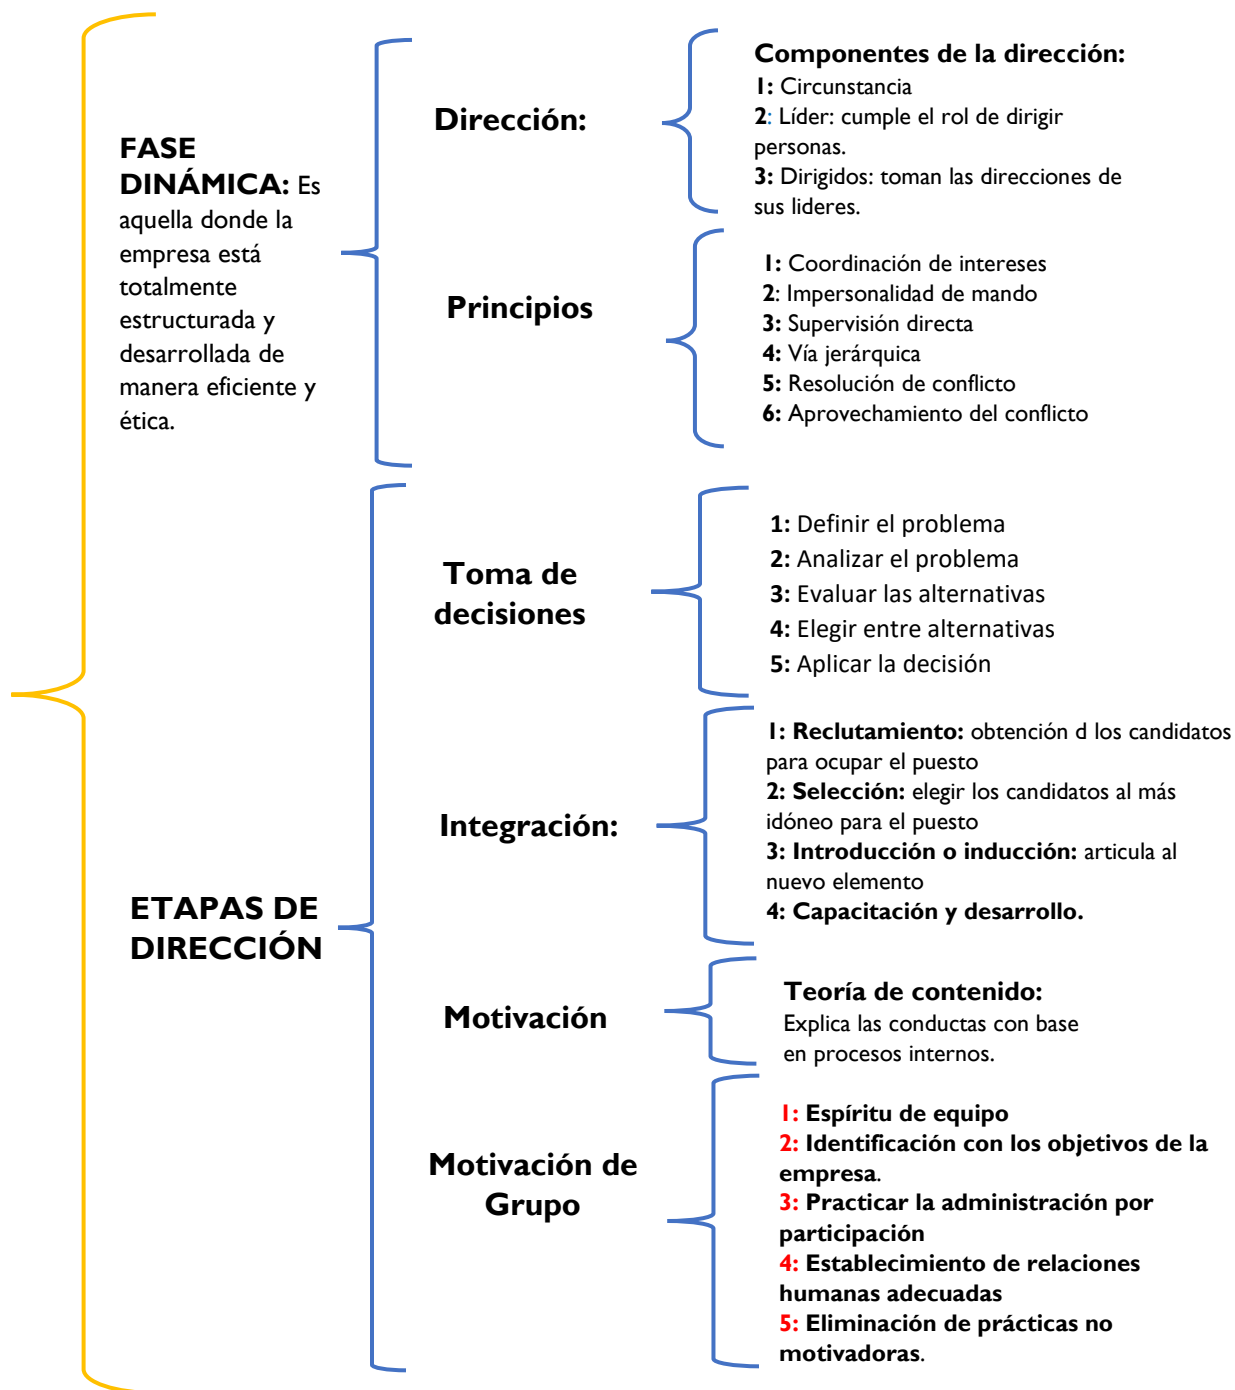 FASE
DINÁMICA: Es
aquella donde la
empresa está
totalmente
estructurada y
desarrollada de
manera eficiente y
ética.
Dirección:
Componentes de la dirección:
1: Circunstancia
2: Líder: cumple el rol de dirigir
personas.
3: Dirigidos: toman las direcciones de
sus lideres.
Principios
1: Coordinación de intereses
2: Impersonalidad de mando
3: Supervisión directa
4: Vía jerárquica
5: Resolución de conflicto
6: Aprovechamiento del conflicto
ETAPAS DE
DIRECCIÓN
Toma de
decisiones
1: Definir el problema
2: Analizar el problema
3: Evaluar las alternativas
4: Elegir entre alternativas
5: Aplicar la decisión
Integración:
1: Reclutamiento: obtención d los candidatos
para ocupar el puesto
2: Selección: elegir los candidatos al más
idóneo para el puesto
3: Introducción o inducción: articula al
nuevo elemento
4: Capacitación y desarrollo.
Motivación
Teoría de contenido:
Explica las conductas con base
en procesos internos.
Motivación de
Grupo
1: Espíritu de equipo
2: Identificación con los objetivos de la
empresa.
3: Practicar la administración por
participación
4: Establecimiento de relaciones
humanas adecuadas
5: Eliminación de prácticas no
motivadoras.